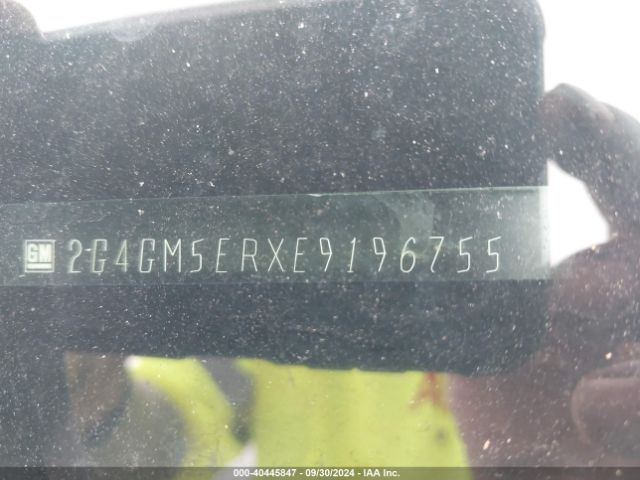 GM 2G4GM5ERXE9196755
000-40445847 / 09/30/2024 - IAA Inc.